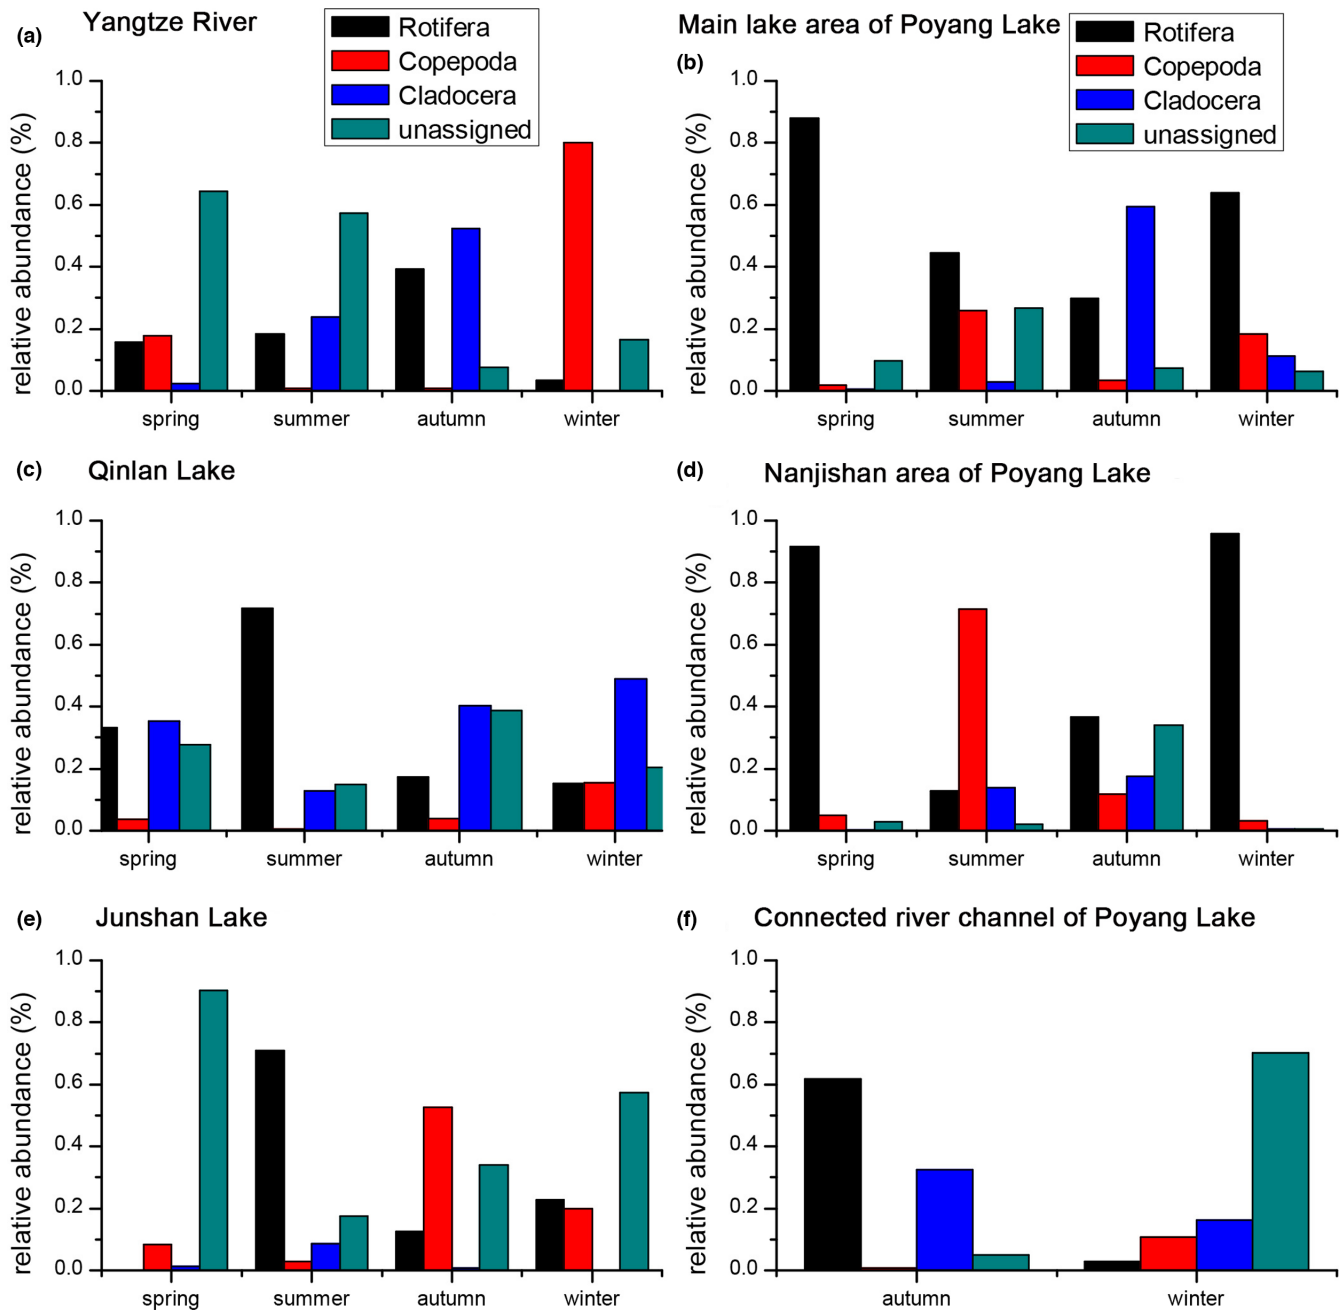 (a) Yangtze River
Rotifera
Copepoda
Cladocera
unassigned
relative abundance (%)
1.0
0.8
0.6
0.4
0.2
0.0
spring summer autumn winter
(b) Main lake area of Poyang Lake
Rotifera
Copepoda
Cladocera
unassigned
relative abundance (%)
1.0
0.8
0.6
0.4
0.2
0.0
spring summer autumn winter
(c) Qinlan Lake
relative abundance (%)
1.0
0.8
0.6
0.4
0.2
0.0
spring summer autumn winter
(d) Nanjishan area of Poyang Lake
relative abundance (%)
1.0
0.8
0.6
0.4
0.2
0.0
spring summer autumn winter
(e) Junshan Lake
relative abundance (%)
1.0
0.8
0.6
0.4
0.2
0.0
spring summer autumn winter
(f) Connected river channel of Poyang Lake
relative abundance (%)
1.0
0.8
0.6
0.4
0.2
0.0
autumn winter